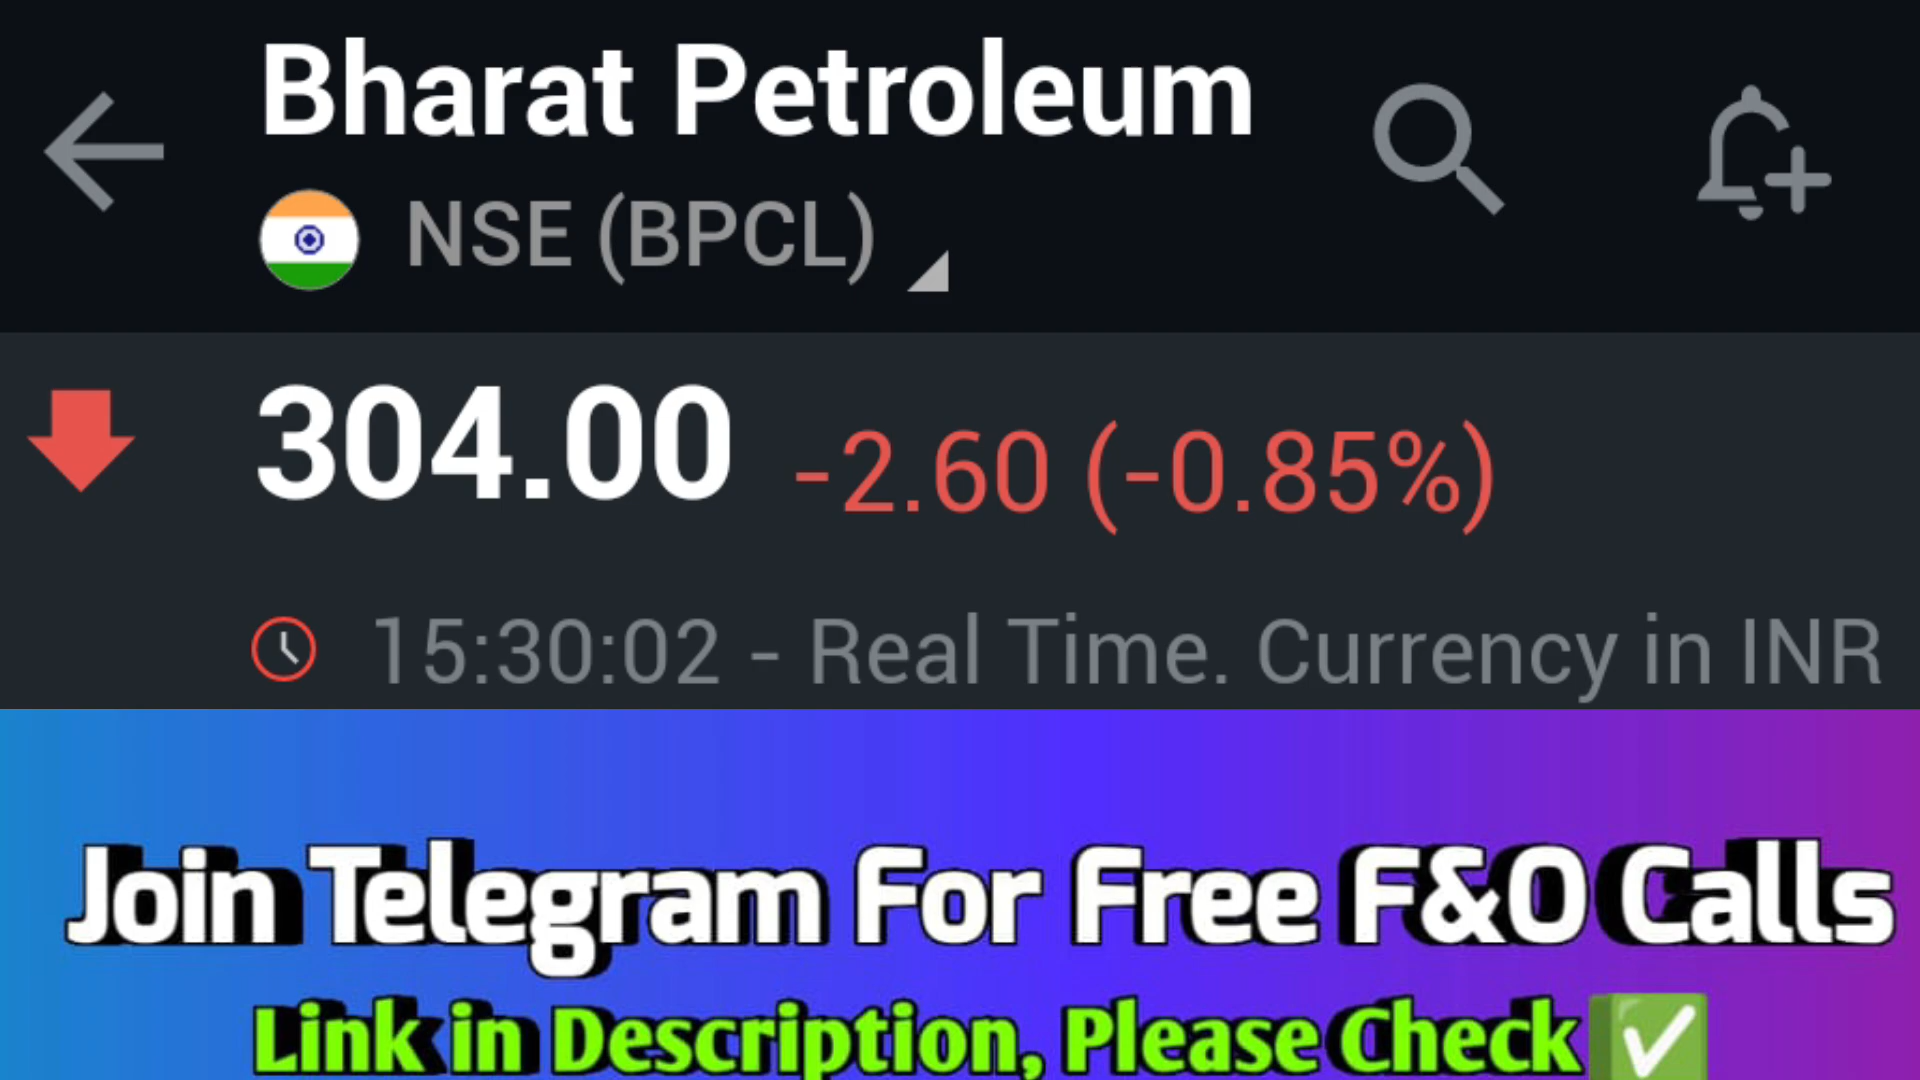 Bharat Petroleum
NSE (BPCL)
304.00 -2.60 (-0.85%)
15:30:02 - Real Time. Currency in INR
Join Telegram For Free F&O Calls
Link in Description, Please Check ✅